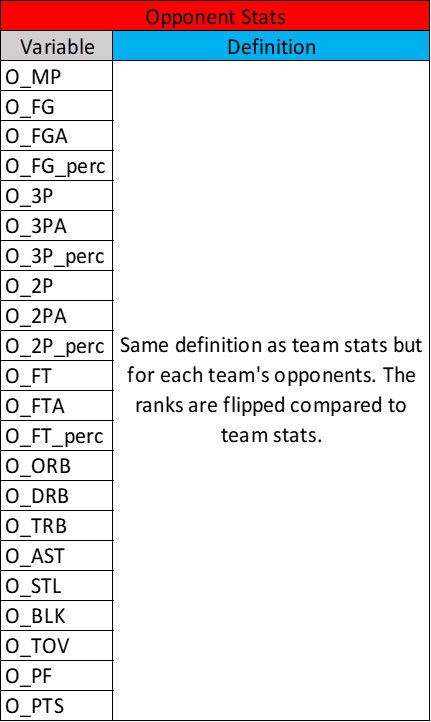 Opponent Stats
Variable Definition
O_MP
O_FG
O_FGA
O_FG_perc
O_3P
O_3PA
O_3P_perc
O_2P
O_2PA
O_2P_perc
O_FT
O_FTA
O_FT_perc
O_ORB
O_DRB
O_TRB
O_AST
O_STL
O_BLK
O_TOV
O_PF
O_PTS
Same definition as team stats but
for each team's opponents. The
ranks are flipped compared to
team stats.